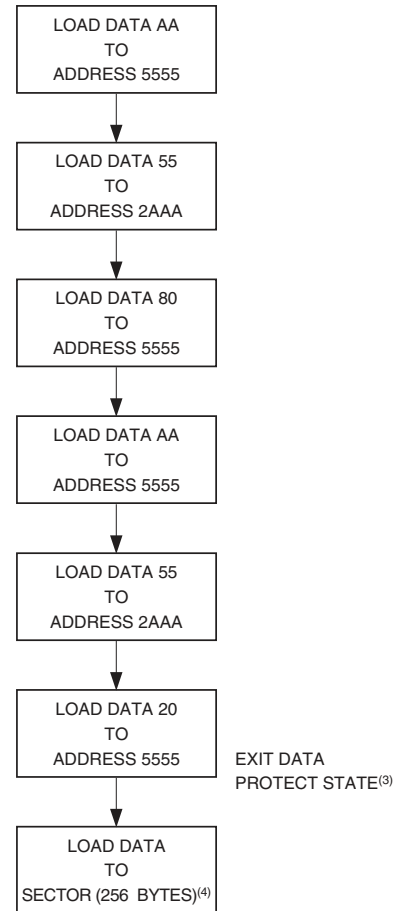 LOAD DATA AA
TO
ADDRESS 5555
LOAD DATA 55
TO
ADDRESS 2AAA
LOAD DATA 80
TO
ADDRESS 5555
LOAD DATA AA
TO
ADDRESS 5555
LOAD DATA 55
TO
ADDRESS 2AAA
LOAD DATA 20
TO
ADDRESS 5555
EXIT DATA
PROTECT STATE(3)
LOAD DATA
TO
SECTOR (256 BYTES)(4)